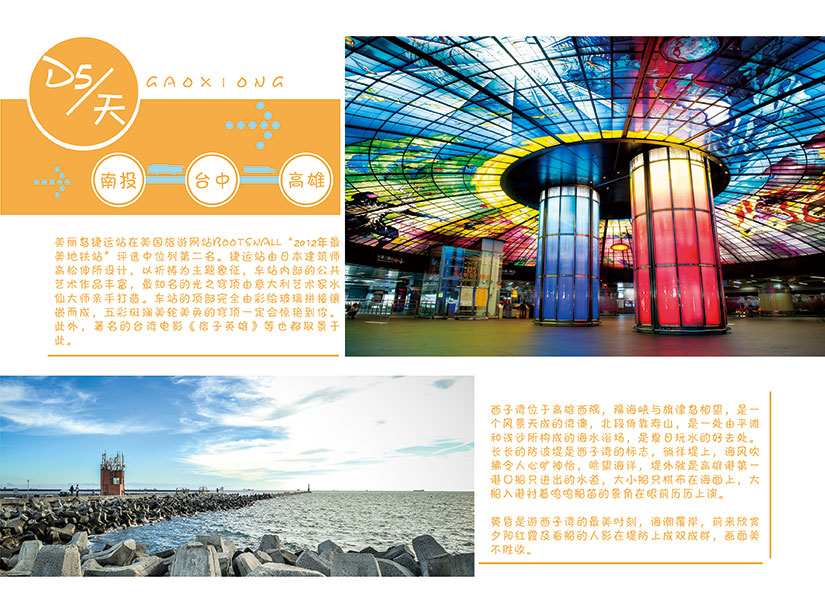 D5/天
GAOXIONG
南投
台中
高雄
美丽岛捷运站在美国旅游网站BOOTSNALL“2012年最
美地铁站”评选中位列第二名。捷运站由日本建筑师
高松伸所设计，以祈祷为主题象征，车站内部的公共
艺术作品丰富，最知名的光之穹顶由意大利艺术家水
仙大师亲手打造。车站的顶部完全由彩绘玻璃拼接镶
嵌而成，五彩斑斓美轮美奂的穹顶一定会惊艳到你。
此外，著名的台湾电影《痞子英雄》等也都取景于
此。
西子湾位于高雄西隅，隔海峡与旗津岛相望，是一
个风景天成的湾澳，北段倚靠寿山，是一处由平滩
和浅礁所构成的海水浴场，是夏日玩水的好去处。
长长的防波堤是西子湾的标志，徜徉堤上，海风吹
拂令人心旷神怡，眺望海洋，堤外就是高雄港第一
港口船只进出的水道，大小船只棋布在海面上，大
船入港衬着呜呜船笛的景角在眼前历历上演。
黄昏是游西子湾的最美时刻，海潮覆岸，前来欣赏
夕阳红霞及看船的人影在堤防上成双成群，画面美
不胜收。